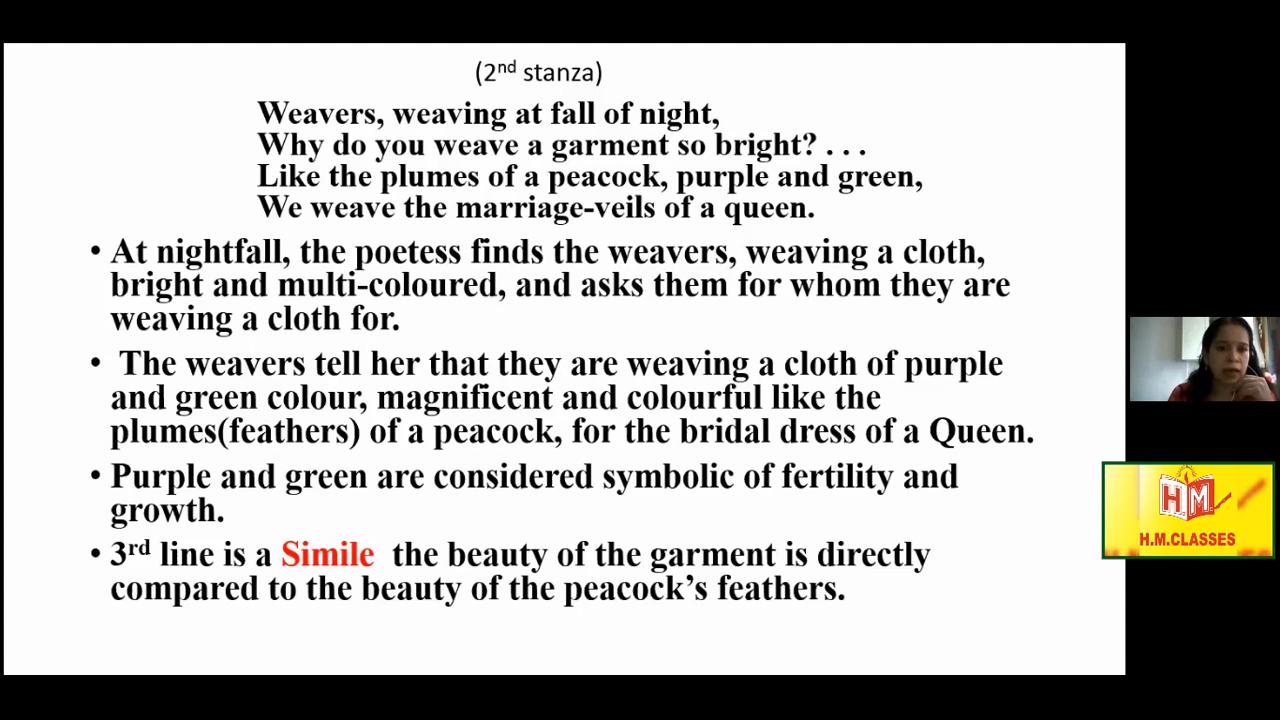 (2nd stanza)
Weavers, weaving at fall of night,
Why do you weave a garment so bright? . . .
Like the plumes of a peacock, purple and green,
We weave the marriage-veils of a queen.
• At nightfall, the poetess finds the weavers, weaving a cloth,
bright and multi-coloured, and asks them for whom they are
weaving a cloth for.
• The weavers tell her that they are weaving a cloth of purple
and green colour, magnificent and colourful like the
plumes(feathers) of a peacock, for the bridal dress of a Queen.
• Purple and green are considered symbolic of fertility and
growth.
• 3rd line is a Simile the beauty of the garment is directly
compared to the beauty of the peacock’s feathers.
H M
H.M.CLASSES